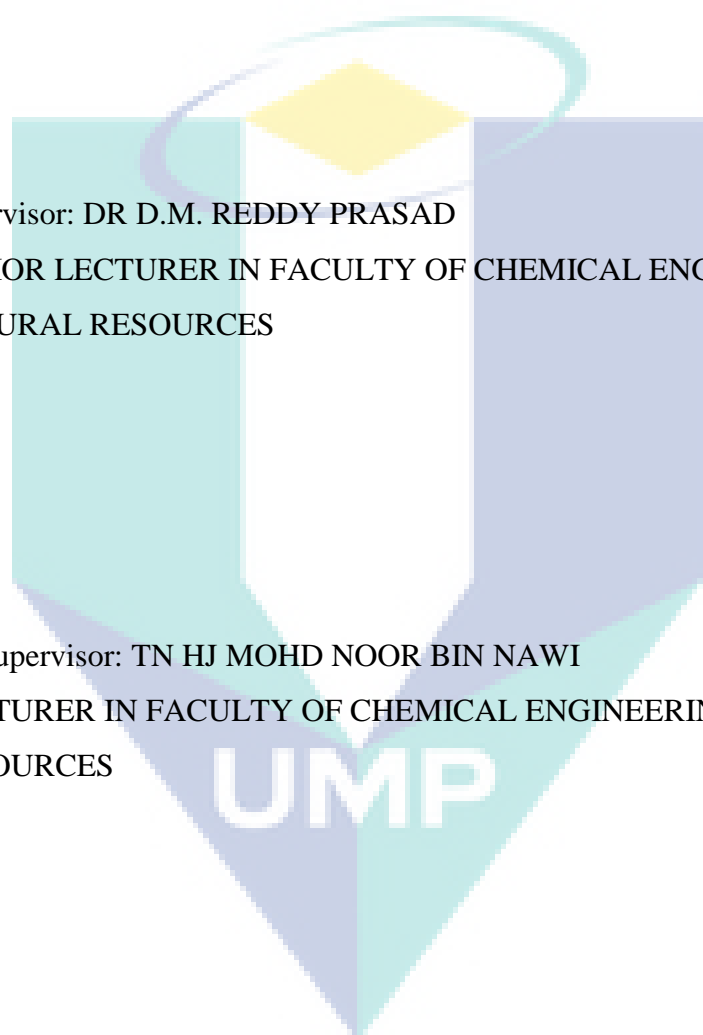 rvisor: DR D.M. REDDY PRASAD
IOR LECTURER IN FACULTY OF CHEMICAL ENG
URAL RESOURCES
upervisor: TN HJ MOHD NOOR BIN NAWI
TURER IN FACULTY OF CHEMICAL ENGINEERIN
OURCES
UMP